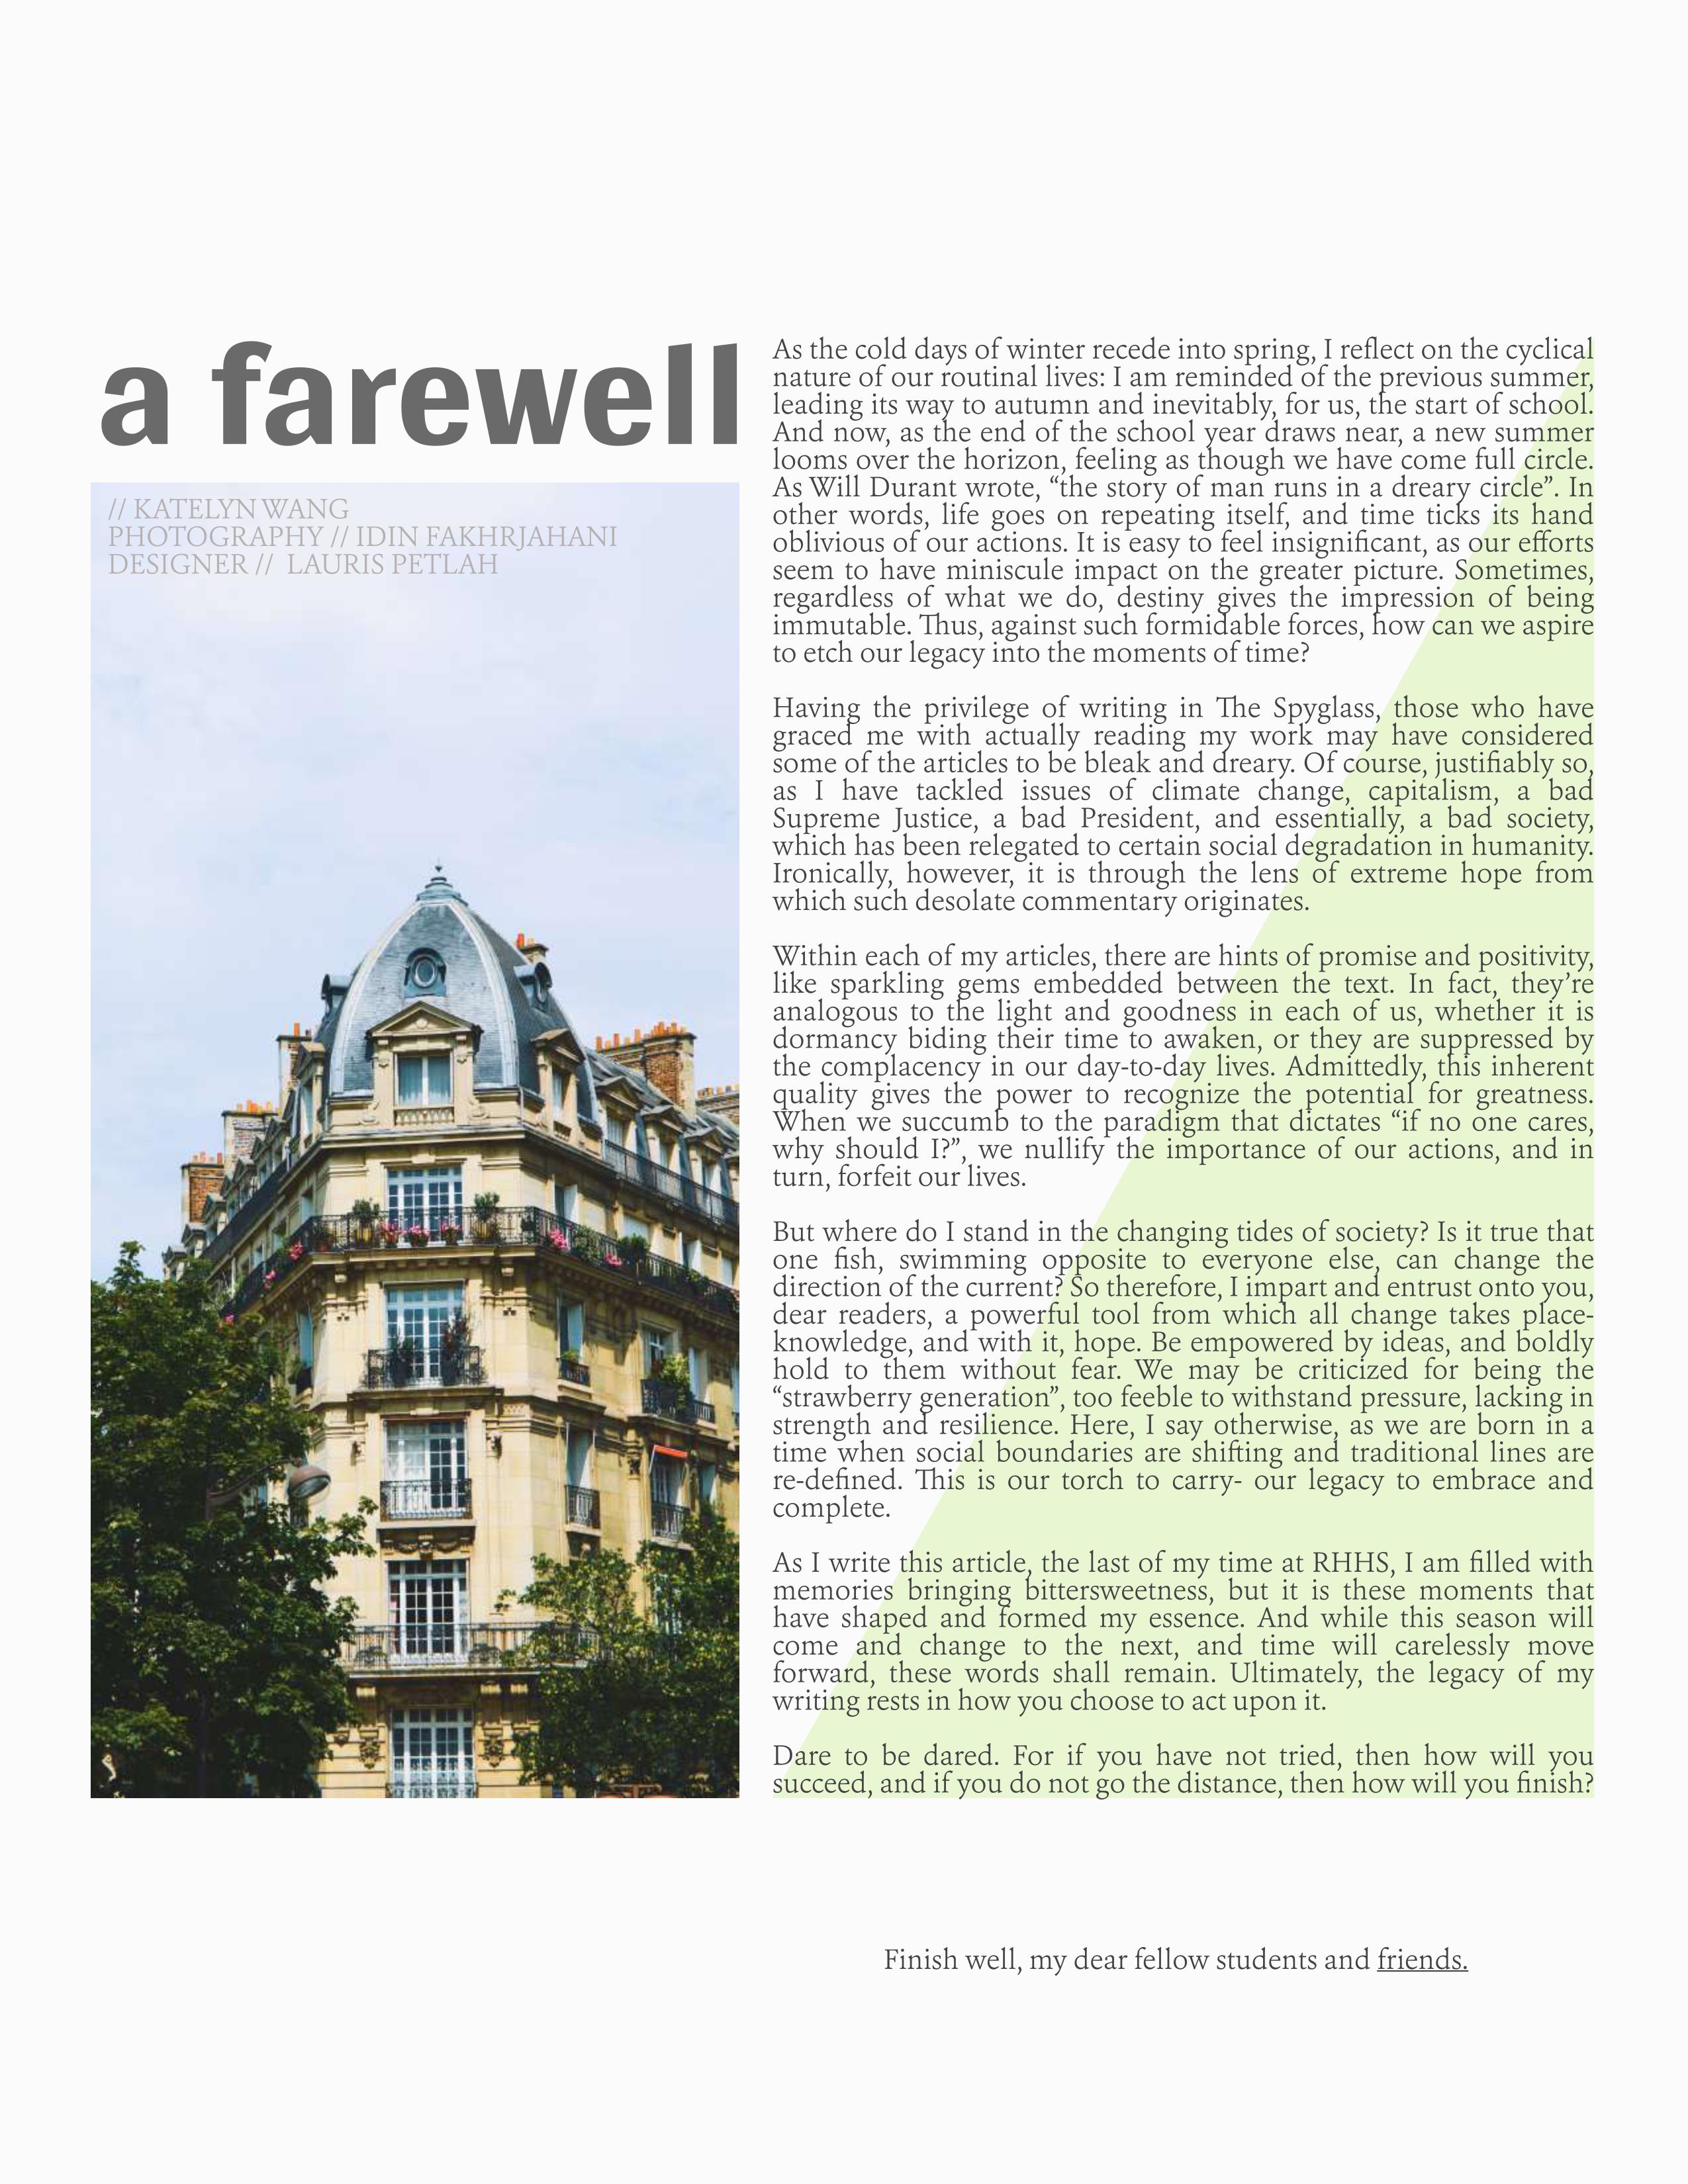 a farewell
// KATELYN WANG
PHOTOGRAPHY // IDIN FAKHRJAHANI
DESIGNER // LAURIS PETLAH
As the cold days of winter recede into spring, I reflect on the cyclical
nature of our routinal lives: I am reminded of the previous summer,
leading its way to autumn and inevitably, for us, the start of school.
And now, as the end of the school year draws near, a new summer
looms over the horizon, feeling as though we have come full circle.
As Will Durant wrote, “the story of man runs in a dreary circle”. In
other words, life goes on repeating itself, and time ticks its hand
oblivious of our actions. It is easy to feel insignificant, as our efforts
seem to have miniscule impact on the greater picture. Sometimes,
regardless of what we do, destiny gives the impression of being
immutable. Thus, against such formidable forces, how can we aspire
to etch our legacy into the moments of time?
Having the privilege of writing in The Spyglass, those who have
graced me with actually reading my work may have considered
some of the articles to be bleak and dreary. Of course, justifiably so,
as I have tackled issues of climate change, capitalism, a bad
Supreme Justice, a bad President, and essentially, a bad society,
which has been relegated to certain social degradation in humanity.
Ironically, however, it is through the lens of extreme hope from
which such desolate commentary originates.
Within each of my articles, there are hints of promise and positivity,
like sparkling gems embedded between the text. In fact, they’re
analogous to the light and goodness in each of us, whether it is
dormancy biding their time to awaken, or they are suppressed by
the complacency in our day-to-day lives. Admittedly, this inherent
quality gives the power to recognize the potential for greatness.
When we succumb to the paradigm that dictates “if no one cares,
why should I?”, we nullify the importance of our actions, and in
turn, forfeit our lives.
But where do I stand in the changing tides of society? Is it true that
one fish, swimming opposite to everyone else, can change the
direction of the current? So therefore, I impart and entrust onto you,
dear readers, a powerful tool from which all change takes place-
knowledge, and with it, hope. Be empowered by ideas, and boldly
hold to them without fear. We may be criticized for being the
“strawberry generation”, too feeble to withstand pressure, lacking in
strength and resilience. Here, I say otherwise, as we are born in a
time when social boundaries are shifting and traditional lines are
re-defined. This is our torch to carry- our legacy to embrace and
complete.
As I write this article, the last of my time at RHHS, I am filled with
memories bringing bittersweetness, but it is these moments that
have shaped and formed my essence. And while this season will
come and change to the next, and time will carelessly move
forward, these words shall remain. Ultimately, the legacy of my
writing rests in how you choose to act upon it.
Dare to be dared. For if you have not tried, then how will you
succeed, and if you do not go the distance, then how will you finish?
Finish well, my dear fellow students and friends.